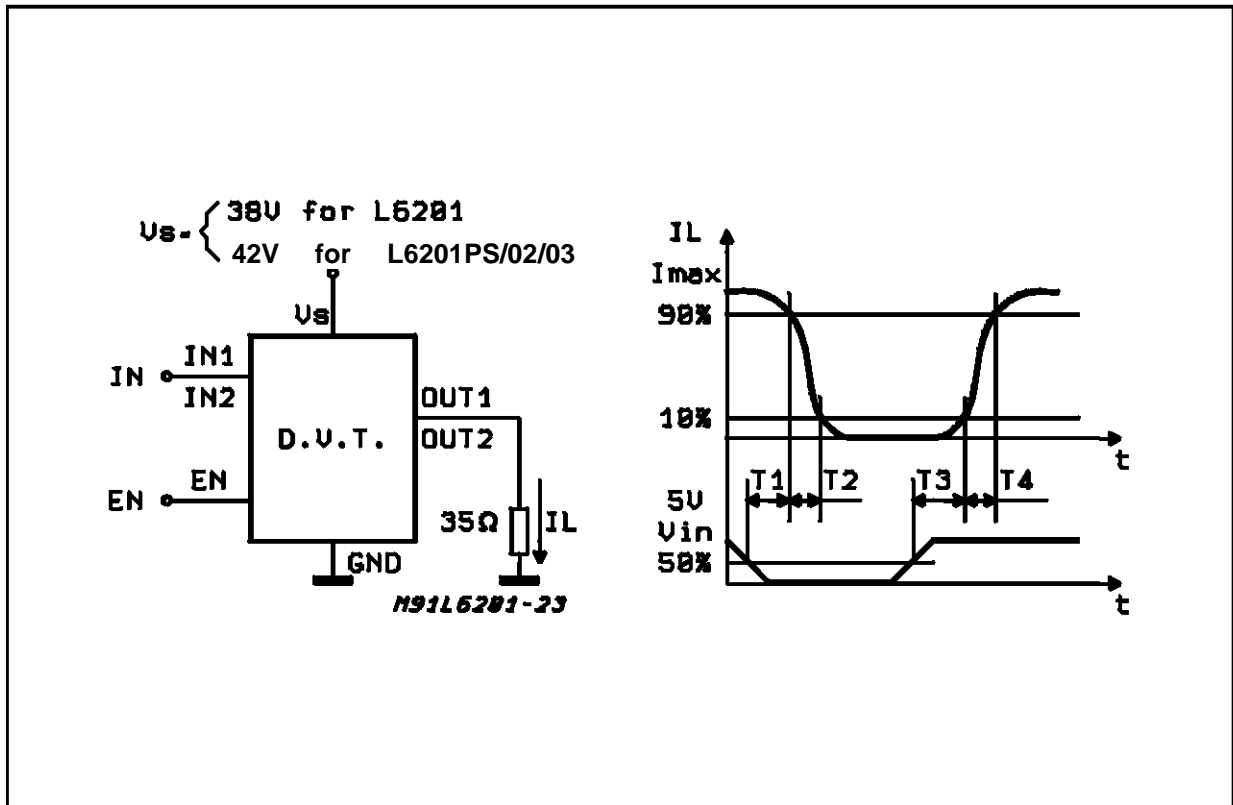 Vs= 38V for L6201
42V for L6201PS/02/03
Vs
IN
IN1
IN2
D.U.T.
OUT1
OUT2
EN
EN
35Ω
IL
GND
M91L6201-23
IL
Imax
90%
10%
t
T1
T2
T3
T4
5V
Vin
50%
t